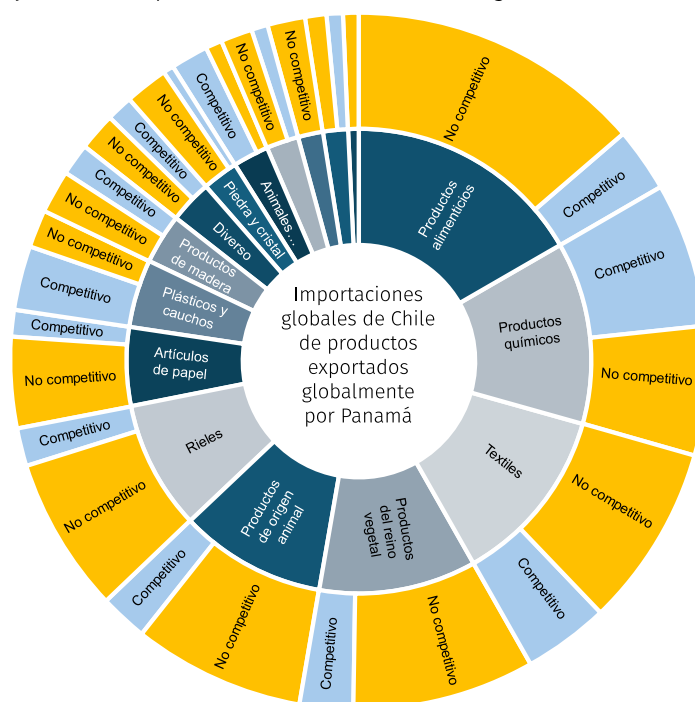 Importaciones
globales de Chile
de productos
exportados
globalmente
por Panamá
Productos
alimenticios
No competitivo
Competitivo
Productos
químicos
Competitivo
No competitivo
Textiles
No competitivo
Competitivo
Productos
del reino
vegetal
No competitivo
Competitivo
Productos
de origen
animal
No competitivo
Competitivo
Rieles
No competitivo
Competitivo
Artículos
de papel
No competitivo
Competitivo
Plásticos y
cauchos
Competitivo
No competitivo
Productos
de madera
No competitivo
Competitivo
Diverso
No competitivo
Competitivo
Piedra y cristal
No competitivo
Animales ...
Competitivo
No competitivo
No competitivo